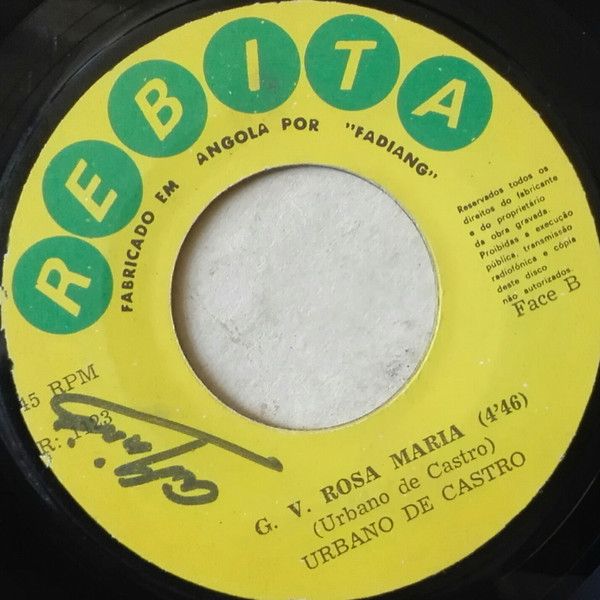 REBITA
FABRICADO EM ANGOLA POR "FADIANG"
Reservados todos os
direitos do fabricante
e do proprietário
da obra gravada
Proibidas a execução
pública, transmissão
radiofónica e cópia
deste disco
não autorizados.
Face B
45 RPM
R: 1123
G. V. ROSA MARIA (4'46)
(Urbano de Castro)
URBANO DE CASTRO